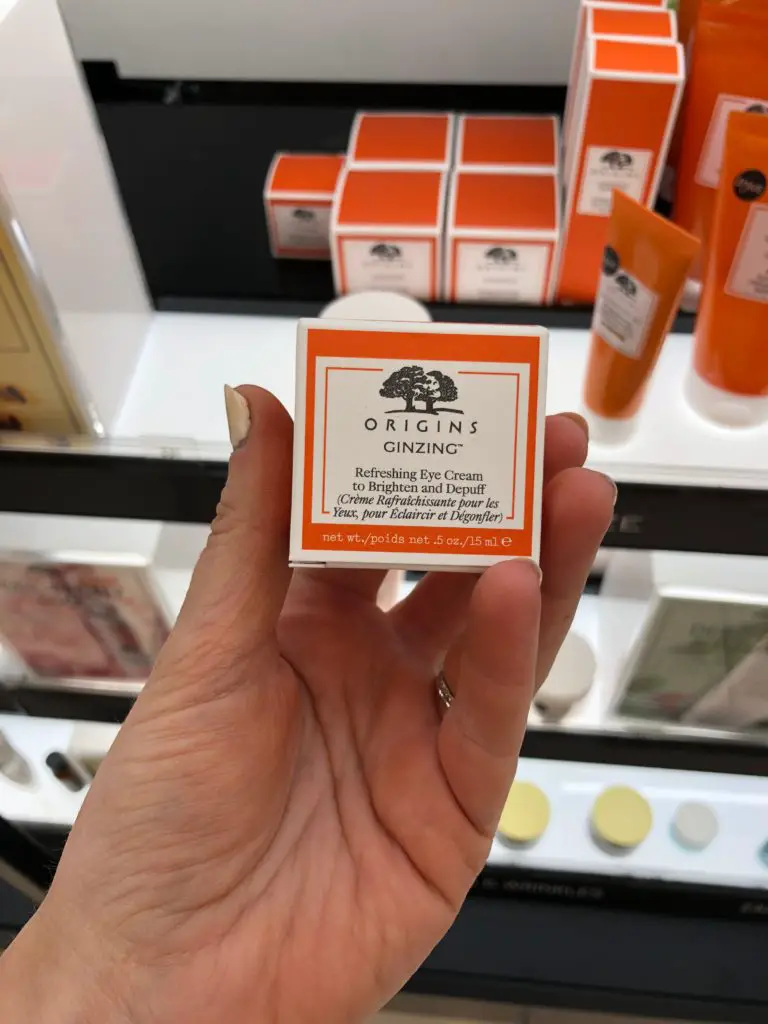 ORIGINS
GINZING™
Refreshing Eye Cream
to Brighten and Depuff
(Crème Rafraîchissante pour les
Yeux, pour Éclaircir et Dégonfler)
net wt./poids net .5 oz./15 ml ℮
WRINKLES